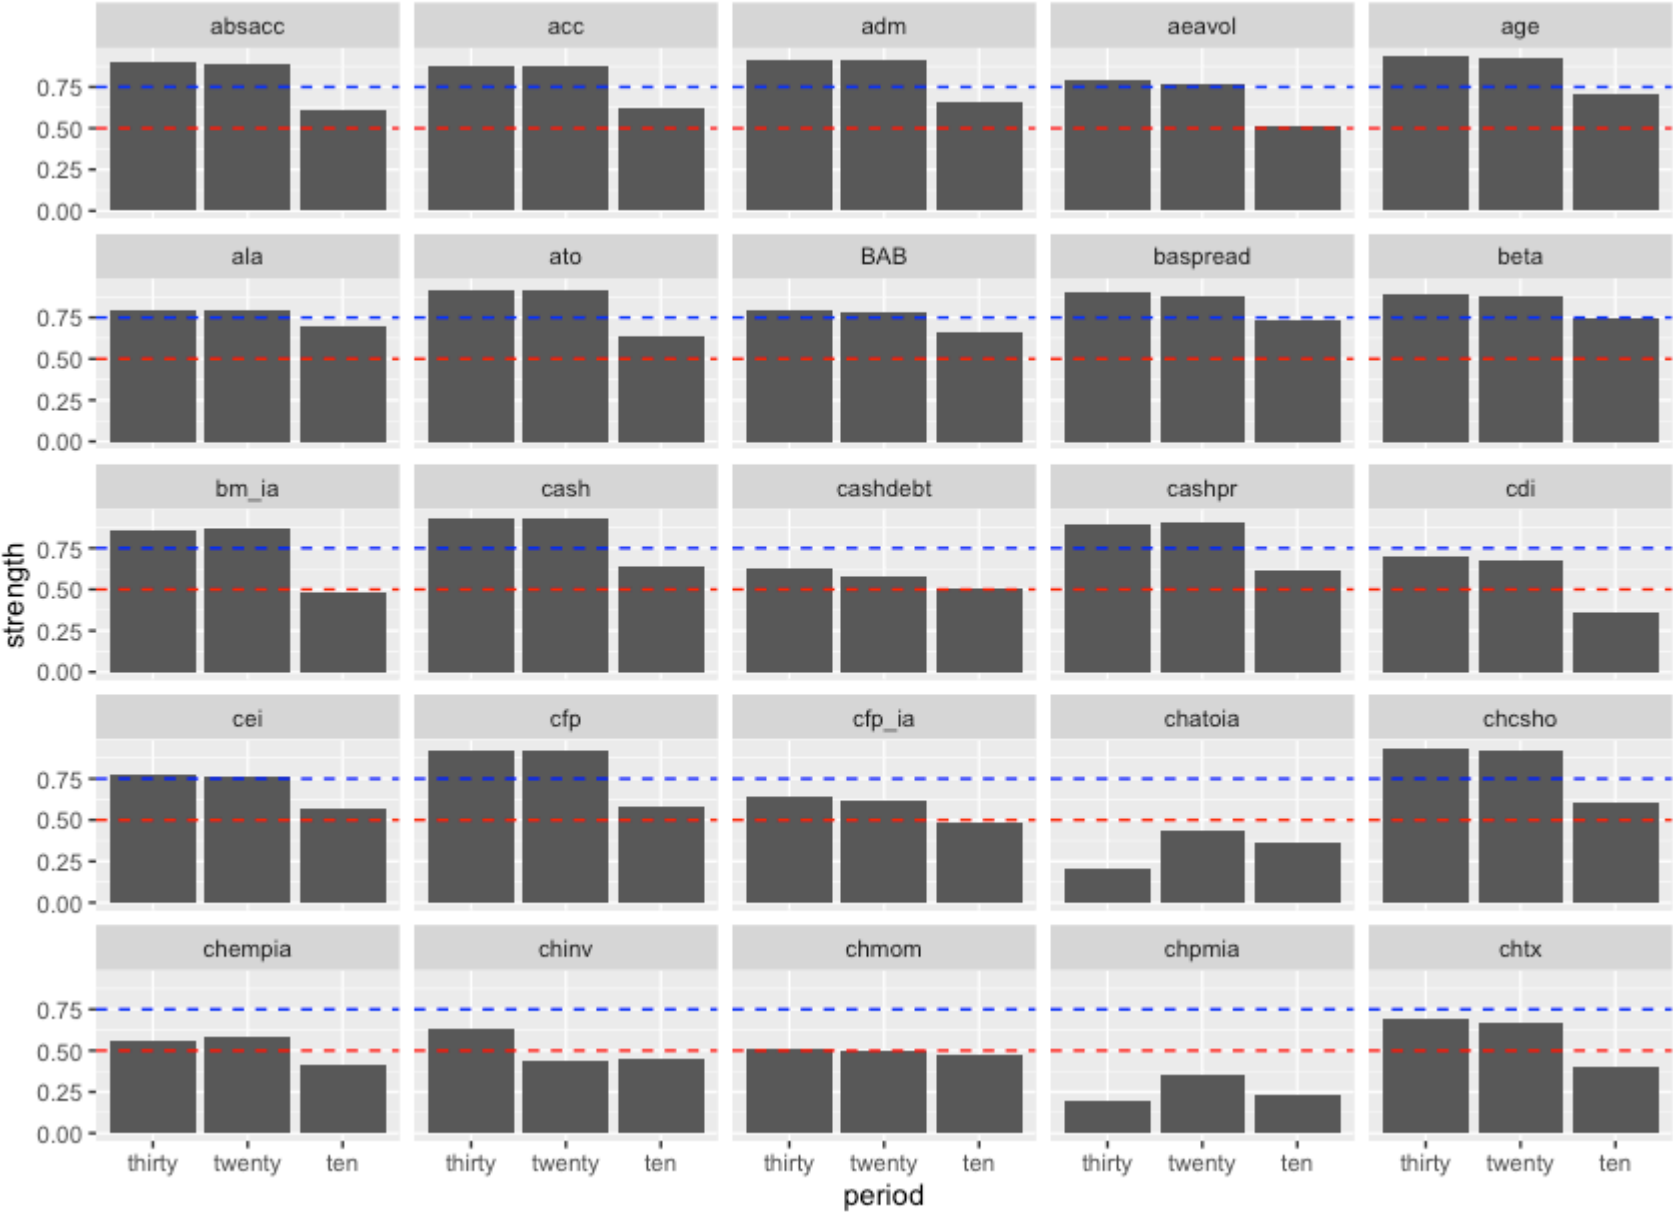 absacc acc adm aeavol age
0.75
0.50
0.25
0.00
ala ato BAB baspread beta
0.75
0.50
0.25
0.00
bm_ia cash cashdebt cashpr cdi
0.75
0.50
0.25
0.00
strength
cei cfp cfp_ia chatoia chcsho
0.75
0.50
0.25
0.00
chempia chinv chmom chpmia chtx
0.75
0.50
0.25
0.00
thirty twenty ten thirty twenty ten thirty twenty ten thirty twenty ten thirty twenty ten
period